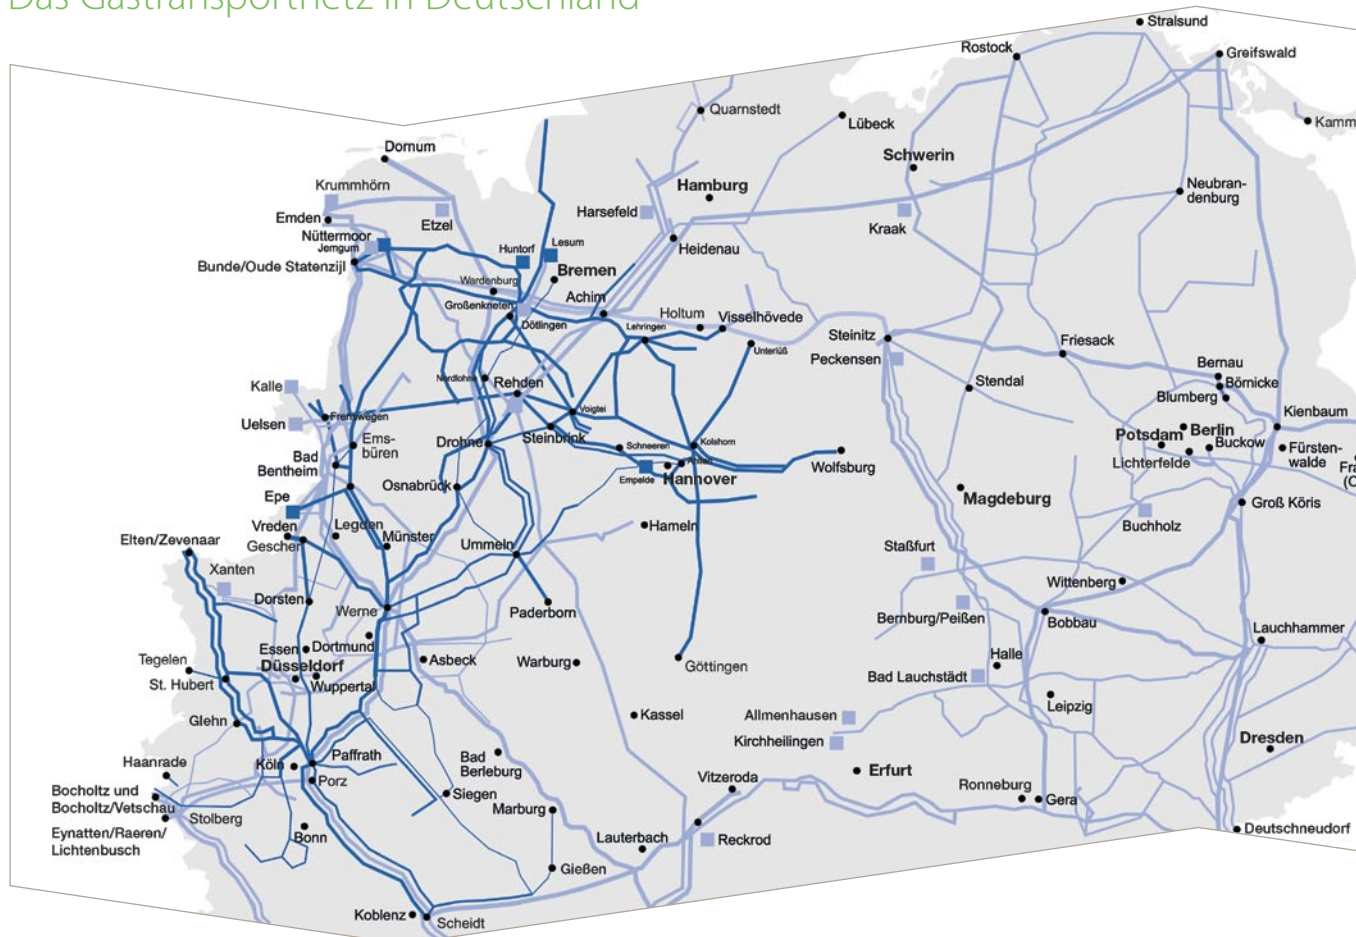 Das Gastransportnetz in Deutschland
Stralsund
Rostock
Greifswald
Quarnstedt
Lübeck
Kamm
Dornum
Schwerin
Krummhörn
Hamburg
Neubran-
denburg
Emden
Etzel
Harsefeld
Kraak
Nüttermoor
Jemgum
Huntorf
Lesum
Heidenau
Bunde/Oude Statenzijl
Bremen
Wardenburg
Achim
Großenkneten
Dötlingen
Lehringen
Holtum
Visselhövede
Unterlüß
Steinitz
Peckensen
Friesack
Bernau
Börnicke
Blumberg
Kalle
Nordlohne
Rehden
Stendal
Uelsen
Frenswegen
Voigtei
Kienbaum
Ems-
büren
Drohne
Steinbrink
Schneeren
Kolshorn
Potsdam
Berlin
Buckow
Lichterfelde
Fürsten-
walde
Fra
(O
Bad
Bentheim
Ahlten
Empelde
Hannover
Wolfsburg
Epe
Osnabrück
Magdeburg
Groß Köris
Vreden
Legden
Gescher
Münster
Ummeln
Hameln
Buchholz
Elten/Zevenaar
Xanten
Staßfurt
Dorsten
Werne
Paderborn
Wittenberg
Bernburg/Peißen
Bobbau
Lauchhammer
Essen
Dortmund
Tegelen
Düsseldorf
Asbeck
Warburg
Göttingen
Halle
St. Hubert
Wuppertal
Bad Lauchstädt
Leipzig
Glehn
Kassel
Allmenhausen
Kirchheilingen
Dresden
Haanrade
Köln
Paffrath
Bad
Berleburg
Vitzeroda
Erfurt
Ronneburg
Gera
Bocholtz und
Bocholtz/Vetschau
Porz
Siegen
Stolberg
Marburg
Eynatten/Raeren/
Lichtenbusch
Bonn
Lauterbach
Reckrod
Deutschneudorf
Gießen
Koblenz
Scheidt